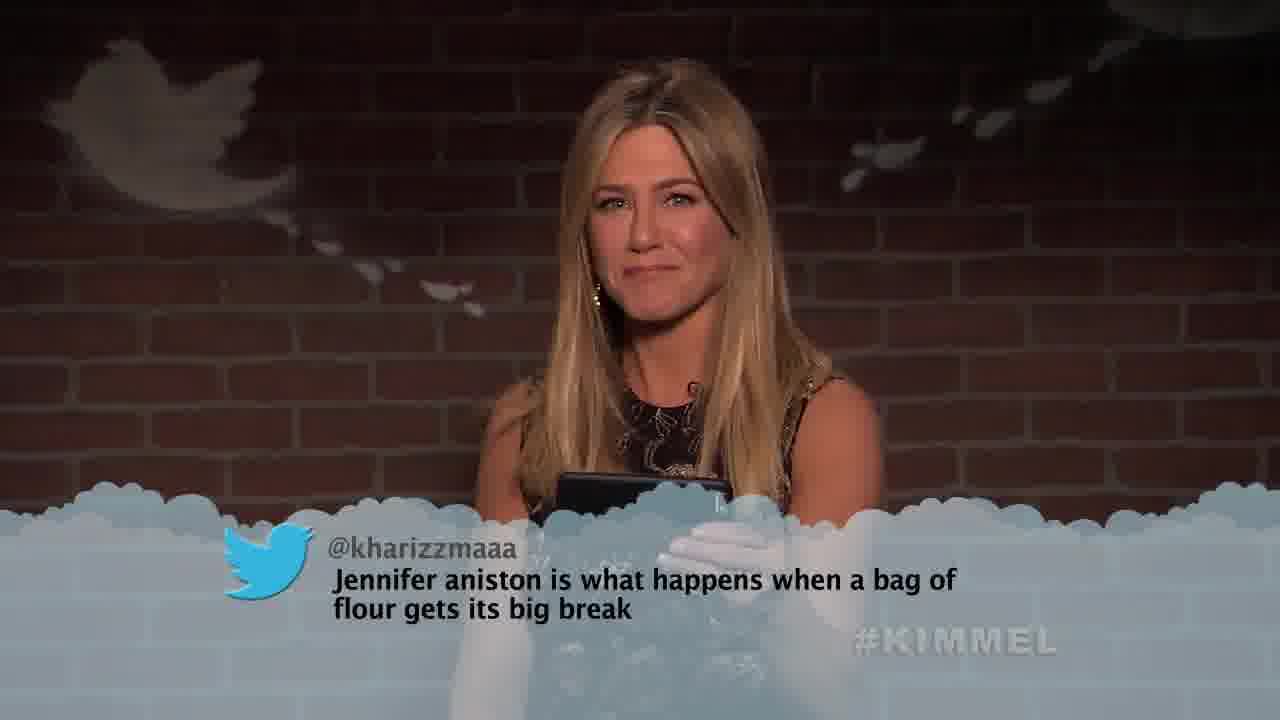 @kharizzmaaa
Jennifer aniston is what happens when a bag of
flour gets its big break
#KIMMEL